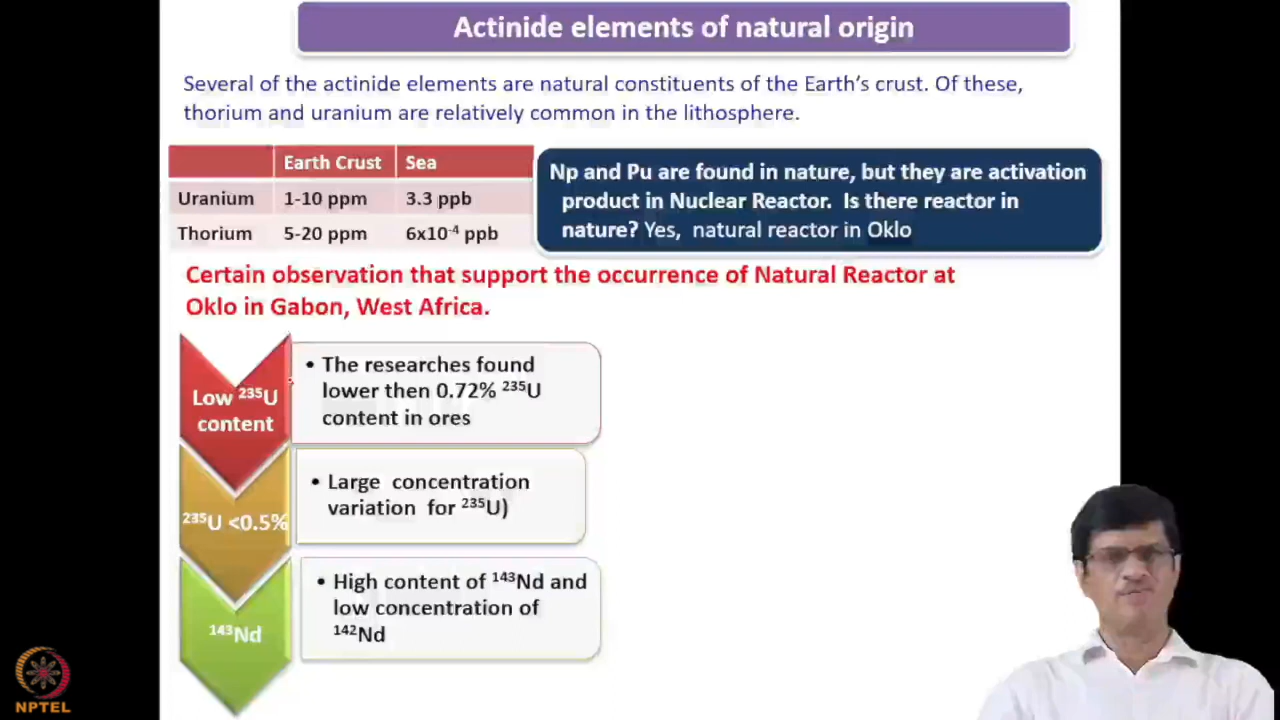 Actinide elements of natural origin
Several of the actinide elements are natural constituents of the Earth's crust. Of these,
thorium and uranium are relatively common in the lithosphere.
Earth Crust Sea
Uranium 1-10 ppm 3.3 ppb
Thorium 5-20 ppm 6x10⁻⁴ ppb
Np and Pu are found in nature, but they are activation
product in Nuclear Reactor. Is there reactor in
nature? Yes, natural reactor in Oklo
Certain observation that support the occurrence of Natural Reactor at
Oklo in Gabon, West Africa.
Low ²³⁵U
content
• The researches found
lower then 0.72% ²³⁵U
content in ores
²³⁵U <0.5%
• Large concentration
variation for ²³⁵U)
¹⁴³Nd
• High content of ¹⁴³Nd and
low concentration of
¹⁴²Nd
NPTEL